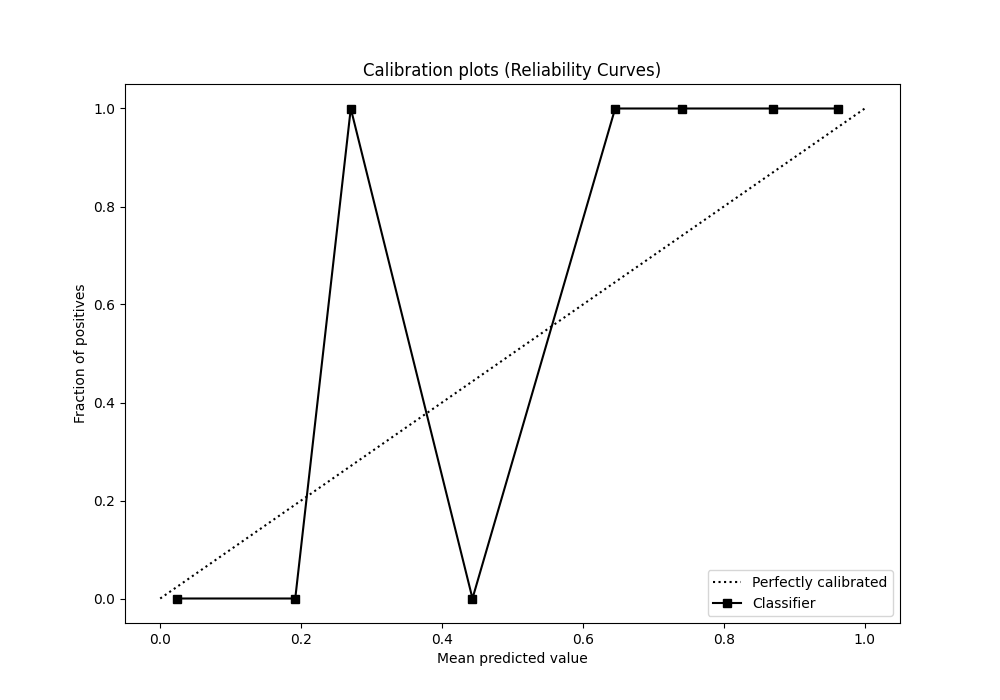 Calibration plots (Reliability Curves)
1.0
0.8
0.6
0.4
0.2
0.0
Fraction of positives
0.0 0.2 0.4 0.6 0.8 1.0
Mean predicted value
Perfectly calibrated
Classifier